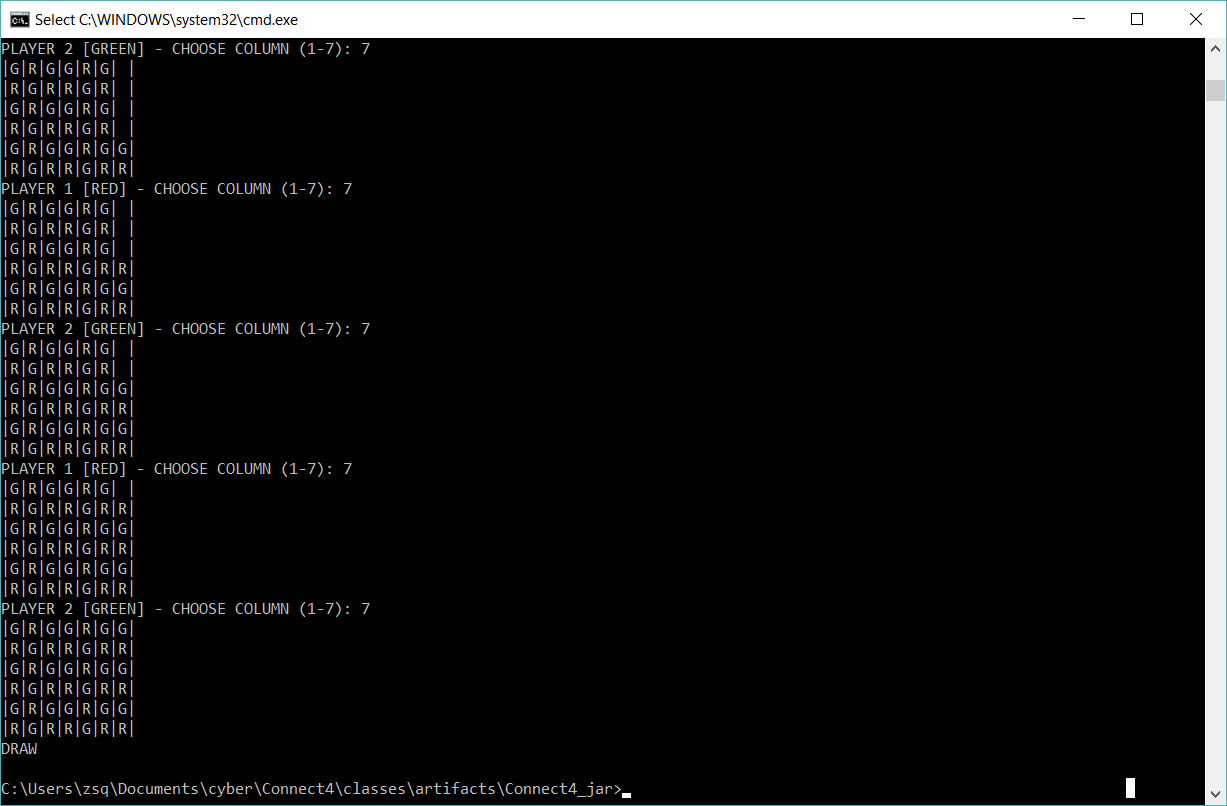 Select C:\WINDOWS\system32\cmd.exe
PLAYER 2 [GREEN] - CHOOSE COLUMN (1-7): 7
|G|R|G|G|R|G| |
|R|G|R|R|G|R| |
|G|R|G|G|R|G| |
|R|G|R|R|G|R| |
|G|R|G|G|R|G|G|
|R|G|R|R|G|R|R|
PLAYER 1 [RED] - CHOOSE COLUMN (1-7): 7
|G|R|G|G|R|G| |
|R|G|R|R|G|R| |
|G|R|G|G|R|G| |
|R|G|R|R|G|R|R|
|G|R|G|G|R|G|G|
|R|G|R|R|G|R|R|
PLAYER 2 [GREEN] - CHOOSE COLUMN (1-7): 7
|G|R|G|G|R|G| |
|R|G|R|R|G|R| |
|G|R|G|G|R|G|G|
|R|G|R|R|G|R|R|
|G|R|G|G|R|G|G|
|R|G|R|R|G|R|R|
PLAYER 1 [RED] - CHOOSE COLUMN (1-7): 7
|G|R|G|G|R|G| |
|R|G|R|R|G|R|R|
|G|R|G|G|R|G|G|
|R|G|R|R|G|R|R|
|G|R|G|G|R|G|G|
|R|G|R|R|G|R|R|
PLAYER 2 [GREEN] - CHOOSE COLUMN (1-7): 7
|G|R|G|G|R|G|G|
|R|G|R|R|G|R|R|
|G|R|G|G|R|G|G|
|R|G|R|R|G|R|R|
|G|R|G|G|R|G|G|
|R|G|R|R|G|R|R|
DRAW
C:\Users\zsq\Documents\cyber\Connect4\classes\artifacts\Connect4_jar>